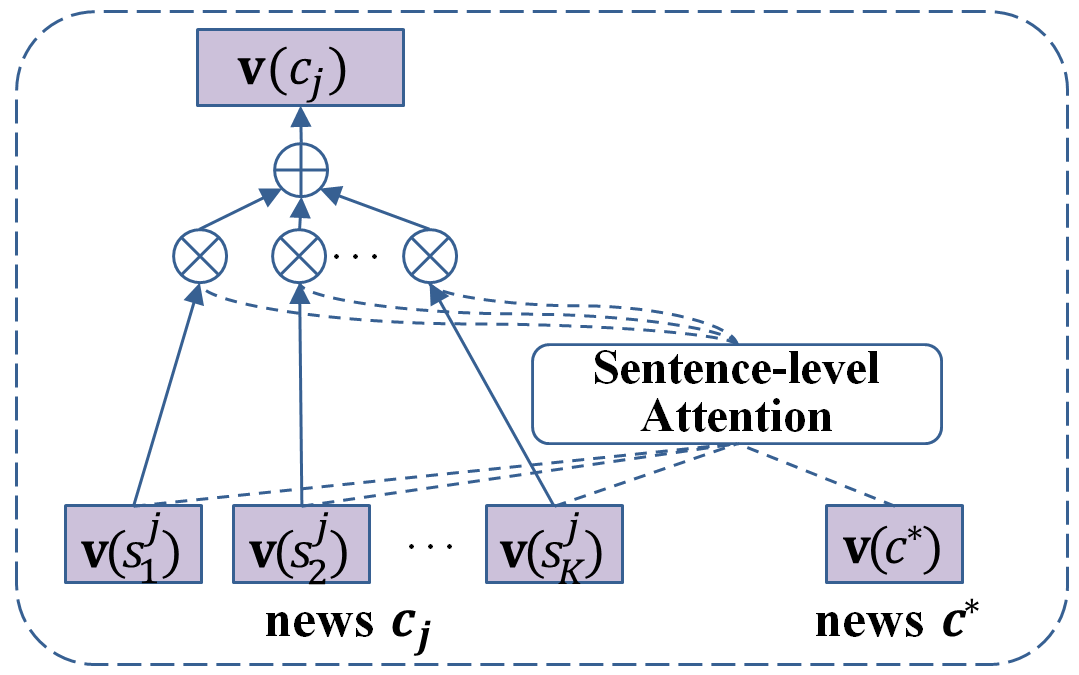 v(c_j)
· · ·
Sentence-level
Attention
v(s_1^j) v(s_2^j) · · · v(s_K^j) v(c*)
news c_j news c*